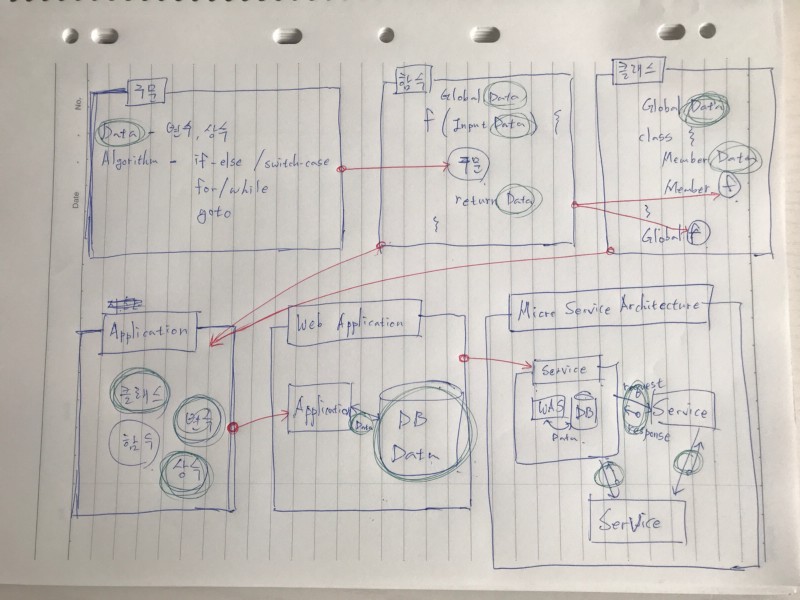 No.
Date
구문
Data - 변수, 상수
Algorithm - if-else / switch-case
for/while
goto
함수
Global Data
f (Input Data) {
구문
return Data
}
클래스
Global Data
class {
Member Data
Member f
}
Global f
Application
클래스
변수
함수
상수
Web Application
Application
Data
DB
Data
Micro Service Architecture
Service
WAS
DB
Data
request
response
Service
Service